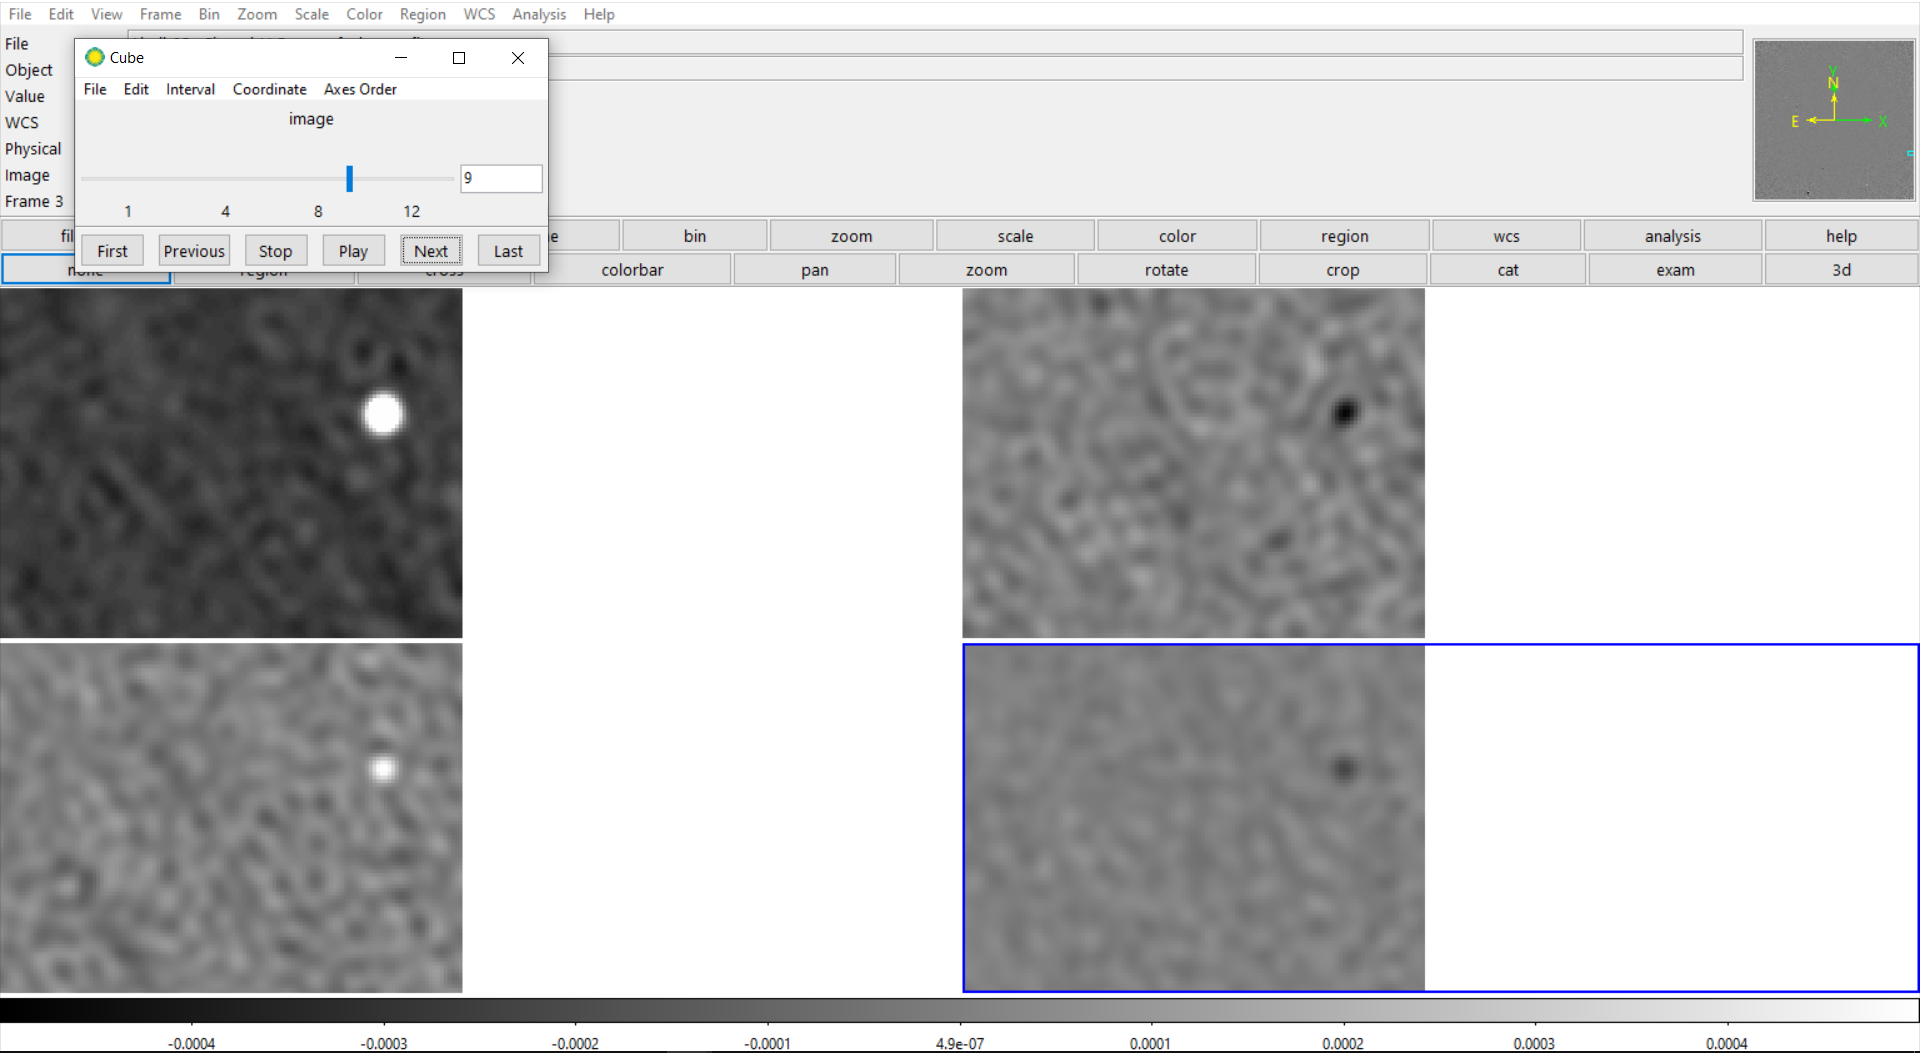 File Edit View Frame Bin Zoom Scale Color Region WCS Analysis Help
File
Object
Value
WCS
Physical
Image
Frame 3
Cube
File Edit Interval Coordinate Axes Order
image
9
1 4 8 12
First Previous Stop Play Next Last
Y
N
E X
bin zoom scale color region wcs analysis help
none region cross colorbar pan zoom rotate crop cat exam 3d
-0.0004 -0.0003 -0.0002 -0.0001 4.9e-07 0.0001 0.0002 0.0003 0.0004